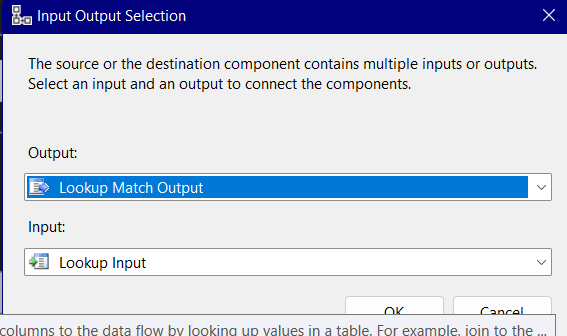 Input Output Selection
The source or the destination component contains multiple inputs or outputs.
Select an input and an output to connect the components.
Output:
Lookup Match Output
Input:
Lookup Input
OK Cancel
columns to the data flow by looking up values in a table. For example, join to the ...